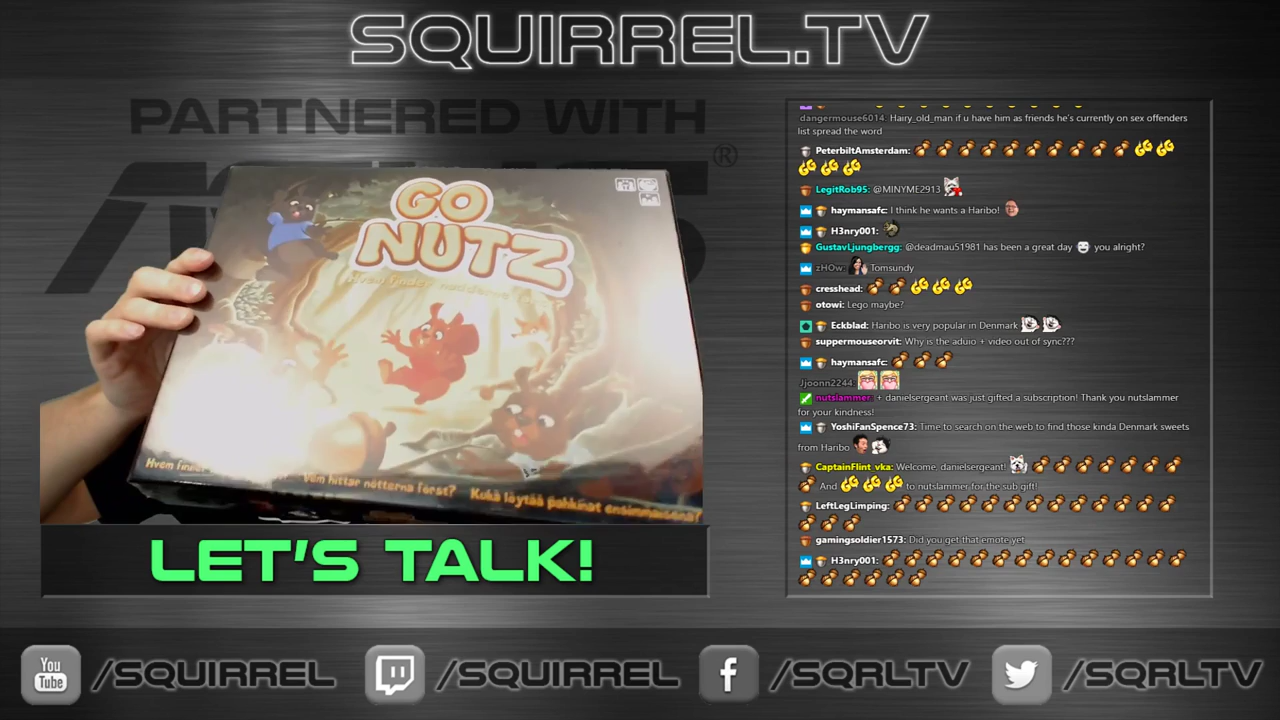 SQUIRREL.TV
PARTNERED WITH
®
GO
NUTZ
Hvem finder nødderne
Vem hittar nötterna först?
Kuka löytää pähkinät ensimmäisenä?
LET'S TALK!
dangermouse6014: Hairy_old_man if u have him as friends he's currently on sex offenders
list spread the word
PeterbiltAmsterdam:
LegitRob95: @MINYME2913
haymansafc: I think he wants a Haribo!
H3nry001:
GustavLjungbergg: @deadmau51981 has been a great day you alright?
zHOw: Tomsundy
cresshead:
otowi: Lego maybe?
Eckblad: Haribo is very popular in Denmark
suppermouseorvit: Why is the aduio + video out of sync???
haymansafc:
Jjoonn2244:
nutslammer: + danielsergeant was just gifted a subscription! Thank you nutslammer
for your kindness!
YoshiFanSpence73: Time to search on the web to find those kinda Denmark sweets
from Haribo
CaptainFlint_vka: Welcome, danielsergeant!
And to nutslammer for the sub gift!
LeftLegLimping:
gamingsoldier1573: Did you get that emote yet
H3nry001:
You
Tube
/SQUIRREL
/SQUIRREL
f
/SQRLTV
/SQRLTV